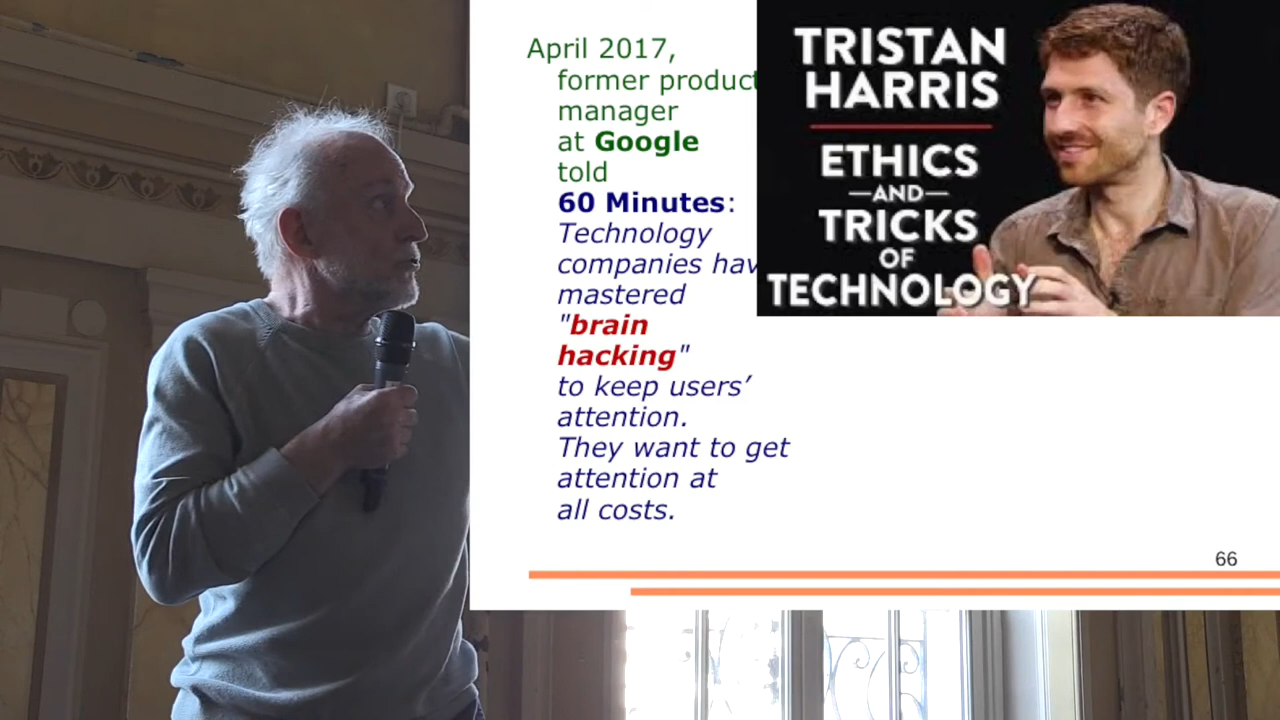 April 2017,
former product
manager
at Google
told
60 Minutes:
Technology
companies hav
mastered
"brain
hacking"
to keep users’
attention.
They want to get
attention at
all costs.
TRISTAN
HARRIS
ETHICS
—AND—
TRICKS
OF
TECHNOLOGY
66